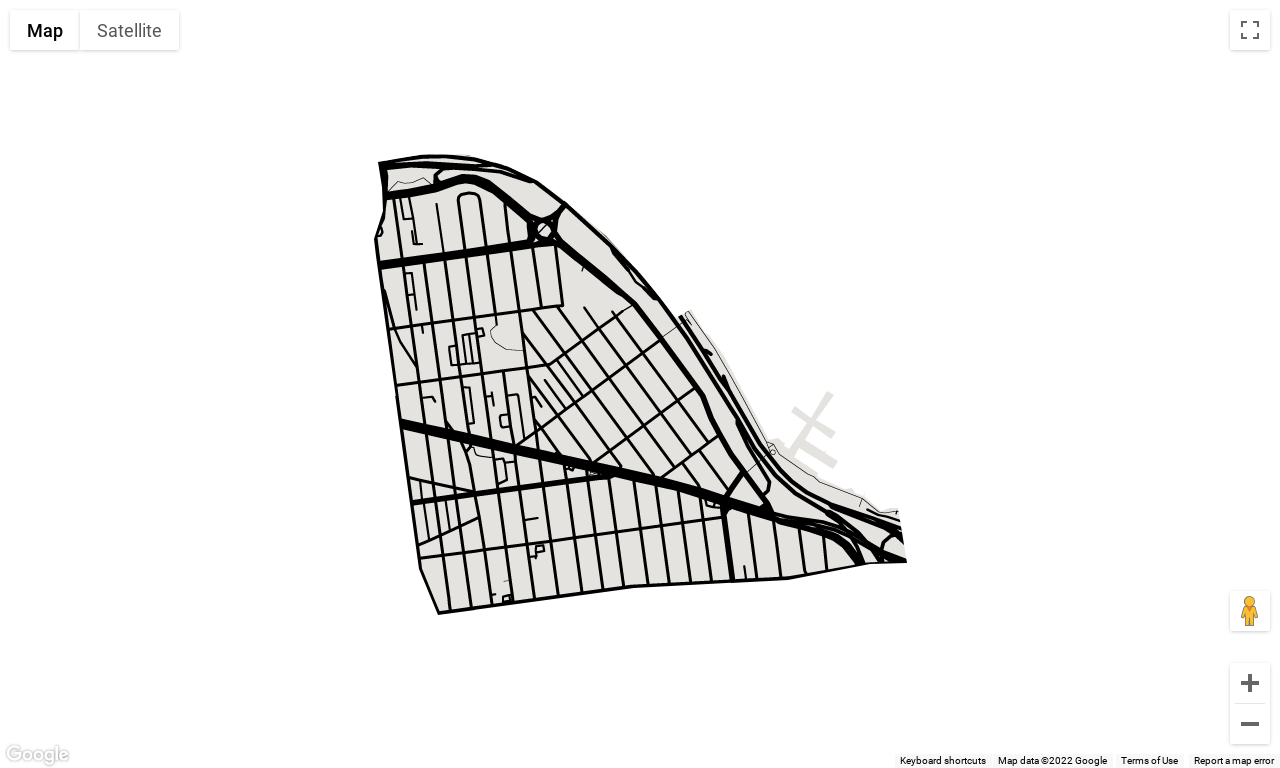 Map Satellite
Google
Keyboard shortcuts Map data ©2022 Google Terms of Use Report a map error